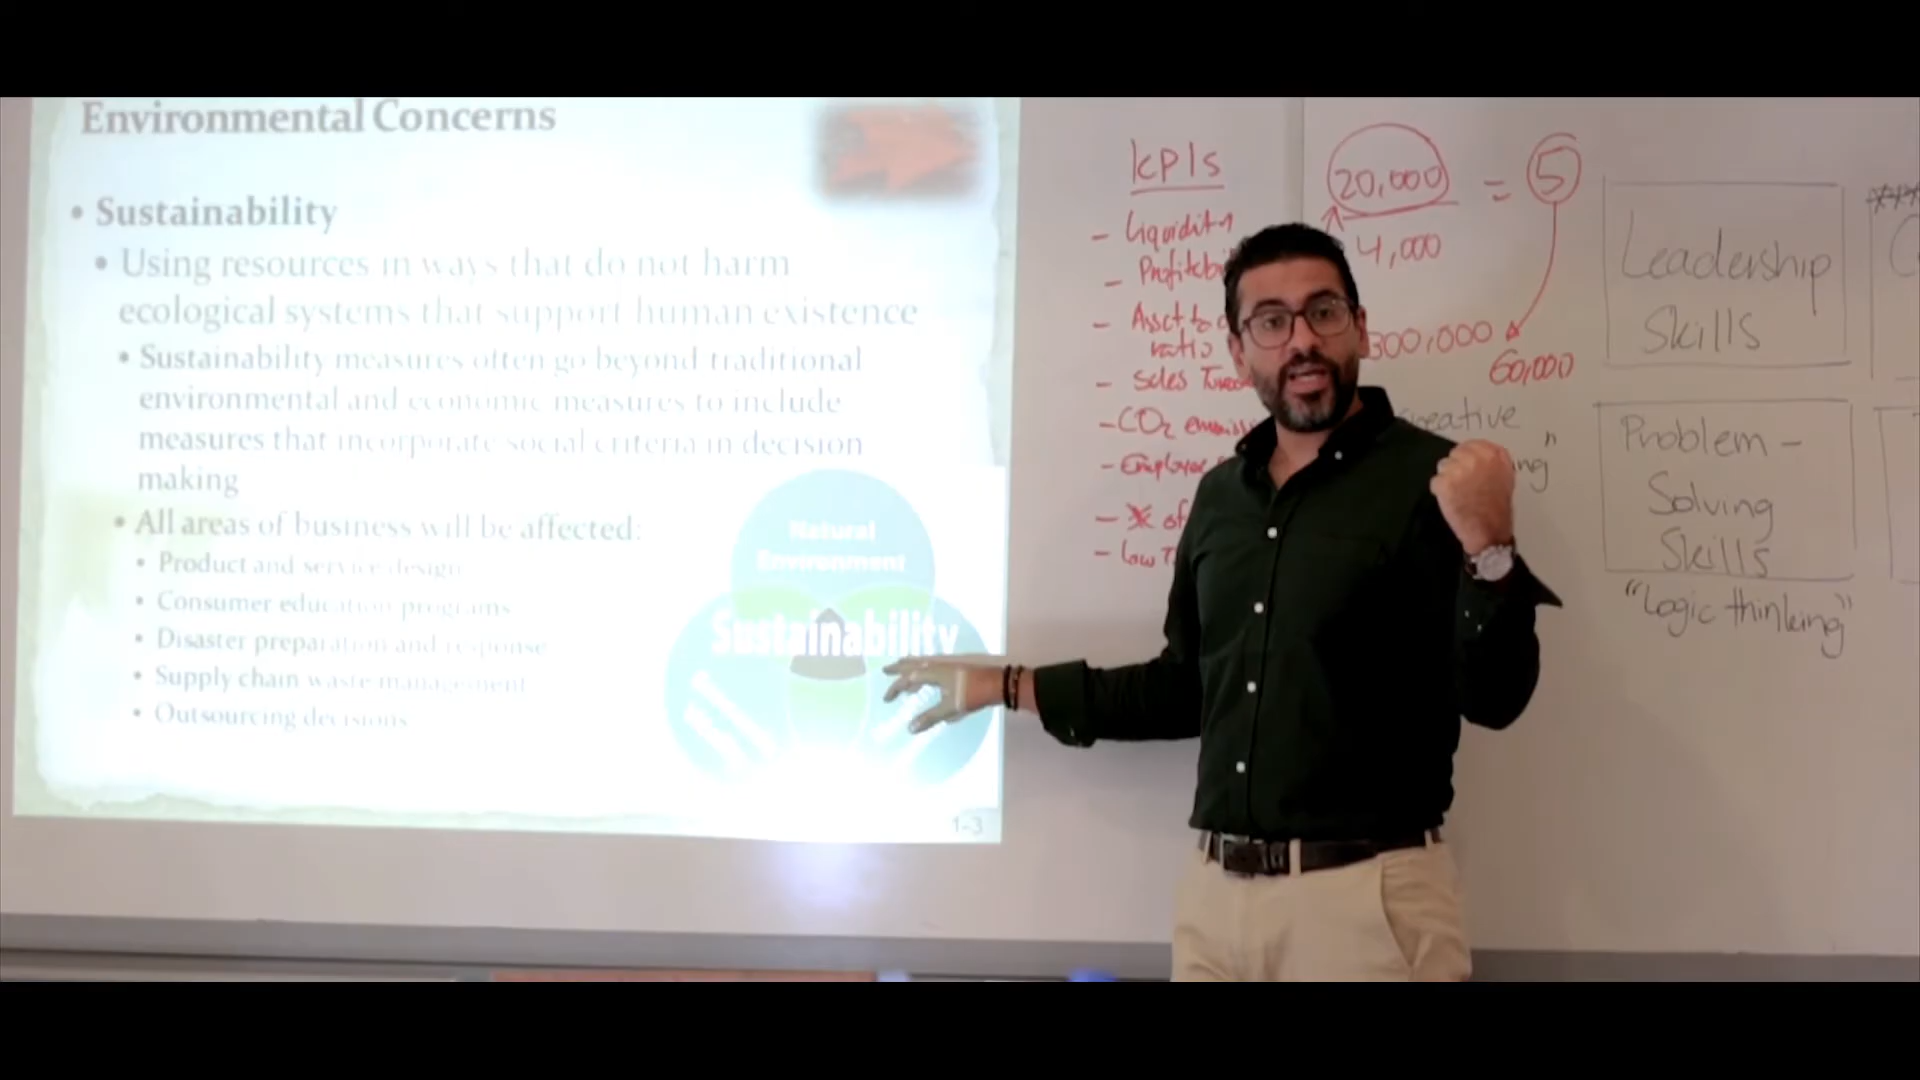 Environmental Concerns
• Sustainability
• Using resources in ways that do not harm
ecological systems that support human existence
• Sustainability measures often go beyond traditional
environmental and economic measures to include
measures that incorporate social criteria in decision
making
• All areas of business will be affected:
• Product and service design
• Consumer education programs
• Disaster preparation and response
• Supply chain waste management
• Outsourcing decisions
Natural
Environment
Sustainability
1-3
KPIs
- Liquidity
-
- Asset to
ratio
- Sales
- CO2
-
- of
- low
20,000 = 5
4,000
300,000
60,000
creative
"
Leadership
Skills
Problem -
Solving
Skills
"Logic thinking"